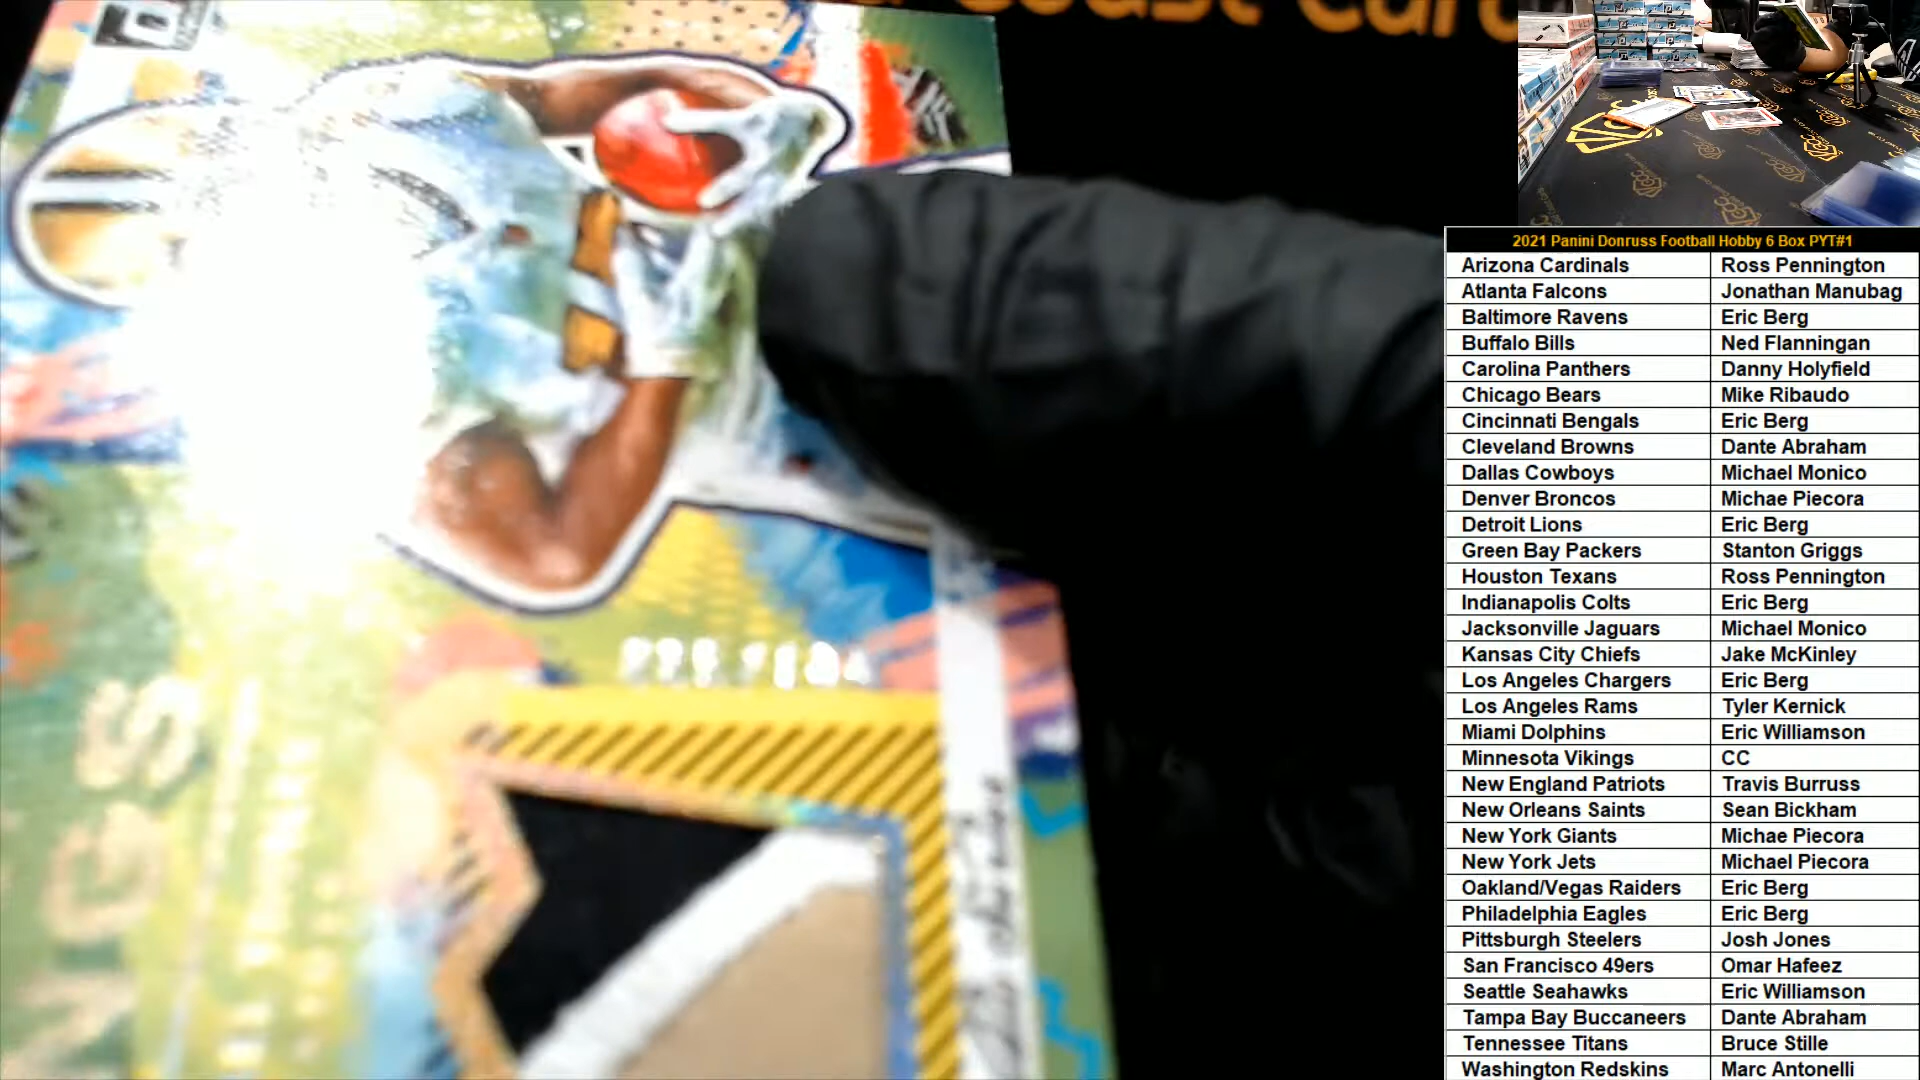 Coast Card
2021 Panini Donruss Football Hobby 6 Box PYT#1
Arizona Cardinals Ross Pennington
Atlanta Falcons Jonathan Manubag
Baltimore Ravens Eric Berg
Buffalo Bills Ned Flanningan
Carolina Panthers Danny Holyfield
Chicago Bears Mike Ribaudo
Cincinnati Bengals Eric Berg
Cleveland Browns Dante Abraham
Dallas Cowboys Michael Monico
Denver Broncos Michae Piecora
Detroit Lions Eric Berg
Green Bay Packers Stanton Griggs
Houston Texans Ross Pennington
Indianapolis Colts Eric Berg
Jacksonville Jaguars Michael Monico
Kansas City Chiefs Jake McKinley
Los Angeles Chargers Eric Berg
Los Angeles Rams Tyler Kernick
Miami Dolphins Eric Williamson
Minnesota Vikings CC
New England Patriots Travis Burruss
New Orleans Saints Sean Bickham
New York Giants Michae Piecora
New York Jets Michael Piecora
Oakland/Vegas Raiders Eric Berg
Philadelphia Eagles Eric Berg
Pittsburgh Steelers Josh Jones
San Francisco 49ers Omar Hafeez
Seattle Seahawks Eric Williamson
Tampa Bay Buccaneers Dante Abraham
Tennessee Titans Bruce Stille
Washington Redskins Marc Antonelli